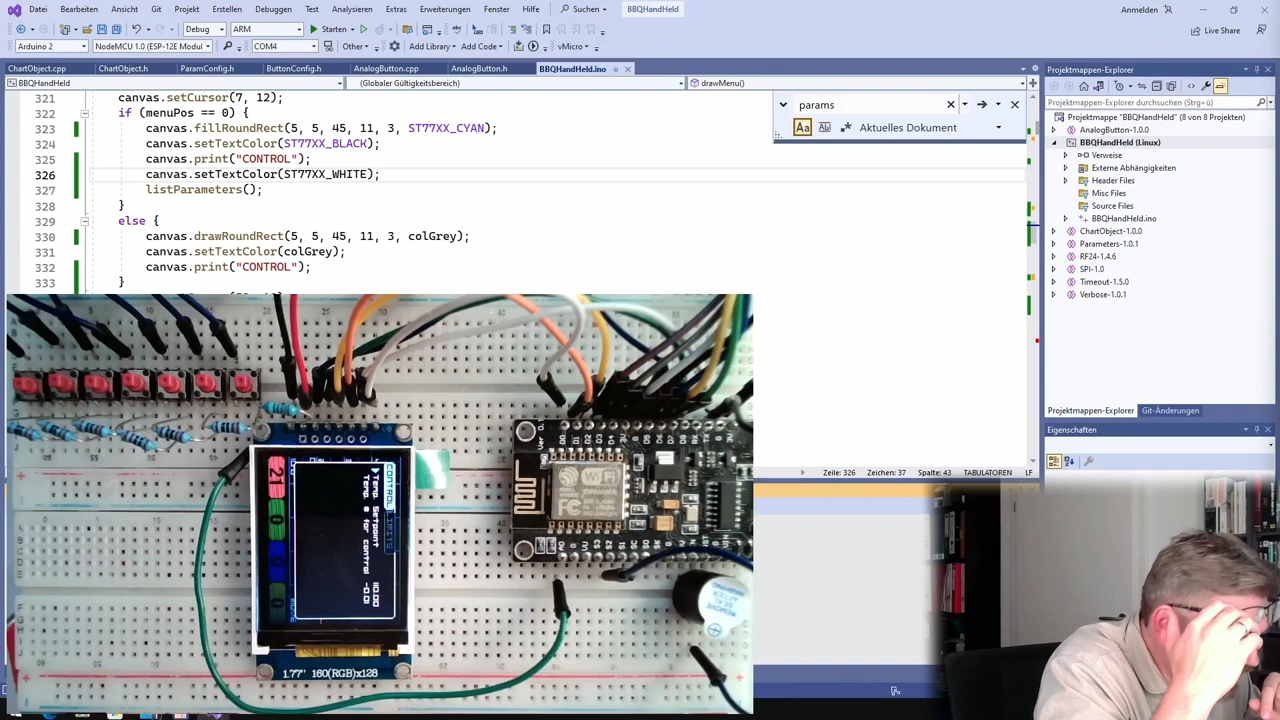 Datei Bearbeiten Ansicht Git Projekt Erstellen Debuggen Test Analysieren Extras Erweiterungen Fenster Hilfe Suchen BBQHandHeld Anmelden
Debug ARM Starten Live Share
Arduino 2 NodeMCU 1.0 (ESP-12E Modul COM4 Other Add Library Add Code vMicro
ChartObject.cpp ChartObject.h ParamConfig.h ButtonConfig.h AnalogButton.cpp AnalogButton.h BBQHandHeld.ino
BBQHandHeld (Globaler Gültigkeitsbereich) drawMenu()
321 canvas.setCursor(7, 12);
322 if (menuPos == 0) {
323 canvas.fillRoundRect(5, 5, 45, 11, 3, ST77XX_CYAN);
324 canvas.setTextColor(ST77XX_BLACK);
325 canvas.print("CONTROL");
326 canvas.setTextColor(ST77XX_WHITE);
327 listParameters();
328 }
329 else {
330 canvas.drawRoundRect(5, 5, 45, 11, 3, colGrey);
331 canvas.setTextColor(colGrey);
332 canvas.print("CONTROL");
333 }
params
Aa Aktuelles Dokument
Projektmappen-Explorer
Projektmappen-Explorer durchsuchen (Strg+ü)
Projektmappe "BBQHandHeld" (8 von 8 Projekten)
AnalogButton-1.0.0
BBQHandHeld (Linux)
Verweise
Externe Abhängigkeiten
Header Files
Misc Files
Source Files
BBQHandHeld.ino
ChartObject-1.0.0
Parameters-1.0.1
RF24-1.4.6
SPI-1.0
Timeout-1.5.0
Verbose-1.0.1
Projektmappen-Explorer Git-Änderungen
Eigenschaften
Zeile: 326 Zeichen: 37 Spalte: 43 TABULATOREN LF
CONTROL LIMITS
Temp. Setpoint 110.00
Temp. # for control
WiFi
FC
1.77" 160(RGB)x128